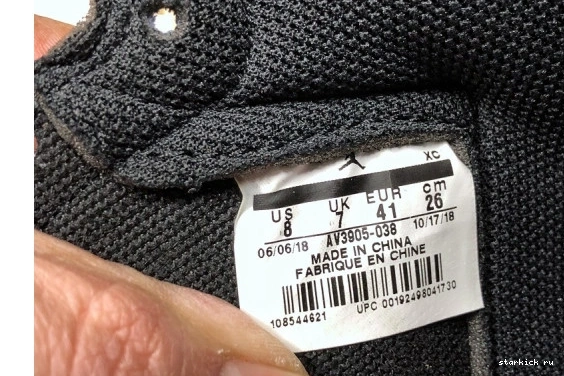 XC
US UK EUR cm
8 7 41 26
06/06/18 AV3905-038 10/17/18
MADE IN CHINA
FABRIQUE EN CHINE
108544621 UPC 00192498041730
starkick ru